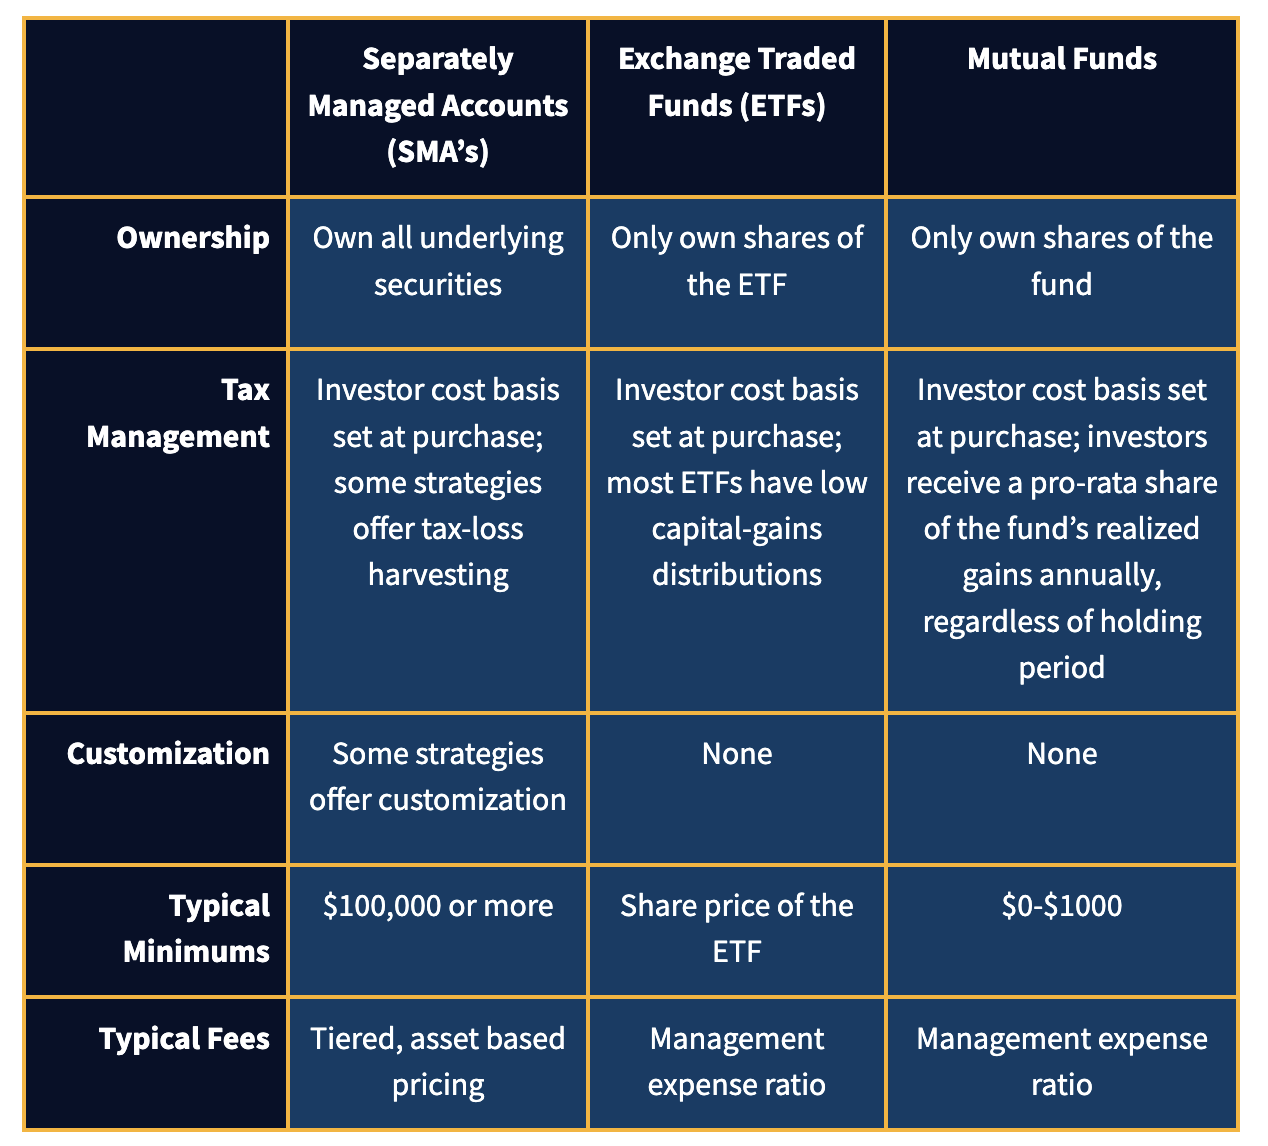 Separately
Managed Accounts
(SMA’s)
Exchange Traded
Funds (ETFs)
Mutual Funds
Ownership
Own all underlying
securities
Only own shares of
the ETF
Only own shares of the
fund
Tax
Management
Investor cost basis
set at purchase;
some strategies
offer tax-loss
harvesting
Investor cost basis
set at purchase;
most ETFs have low
capital-gains
distributions
Investor cost basis set
at purchase; investors
receive a pro-rata share
of the fund’s realized
gains annually,
regardless of holding
period
Customization
Some strategies
offer customization
None
None
Typical
Minimums
$100,000 or more
Share price of the
ETF
$0-$1000
Typical Fees
Tiered, asset based
pricing
Management
expense ratio
Management expense
ratio